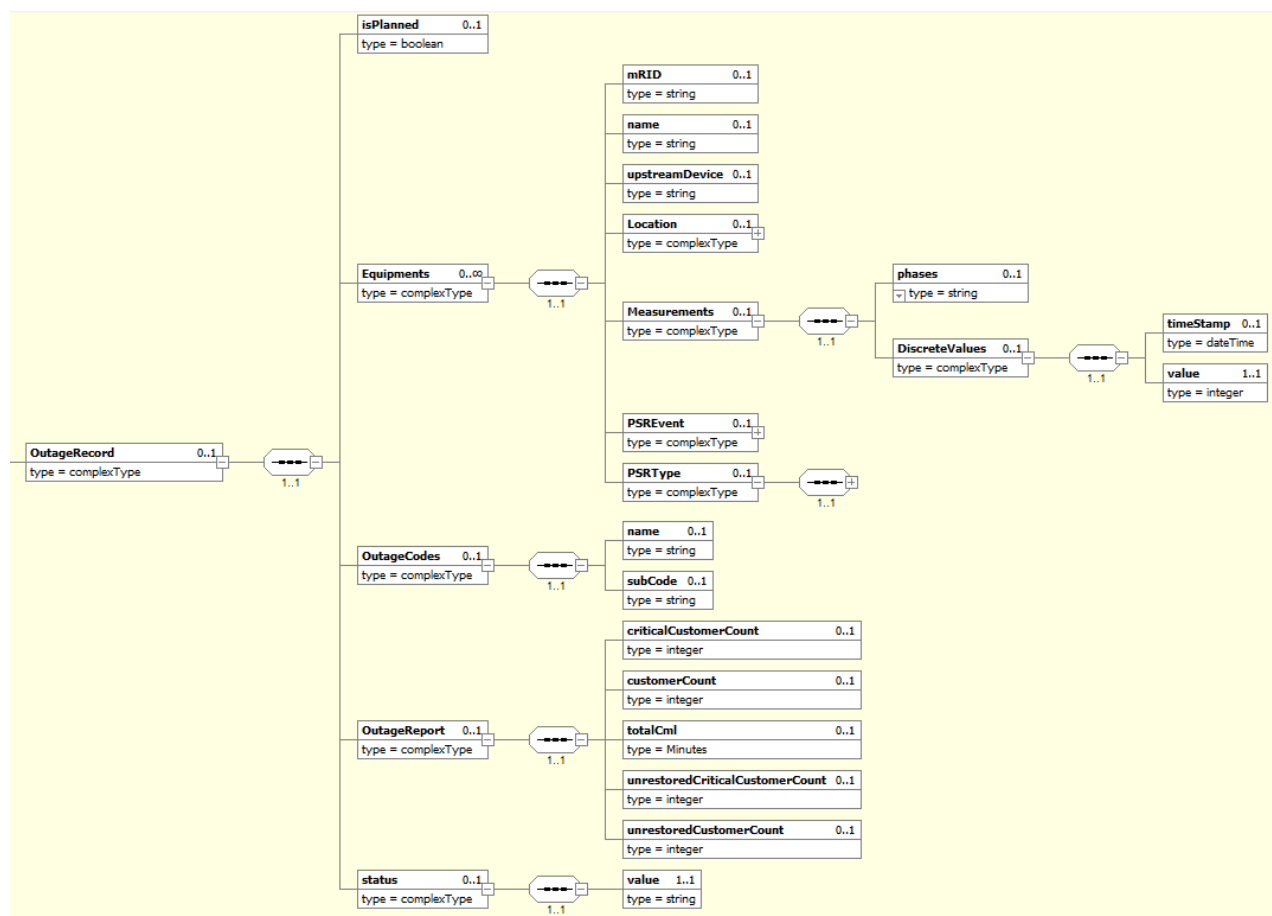 isPlanned 0..1
type = boolean
mRID 0..1
type = string
name 0..1
type = string
upstreamDevice 0..1
type = string
Location 0..1
type = complexType
Equipments 0..∞
type = complexType
1..1
Measurements 0..1
type = complexType
1..1
phases 0..1
type = string
DiscreteValues 0..1
type = complexType
1..1
timeStamp 0..1
type = dateTime
value 1..1
type = integer
PSREvent 0..1
type = complexType
PSRType 0..1
type = complexType
1..1
OutageRecord 0..1
type = complexType
1..1
OutageCodes 0..1
type = complexType
1..1
name 0..1
type = string
subCode 0..1
type = string
criticalCustomerCount 0..1
type = integer
customerCount 0..1
type = integer
OutageReport 0..1
type = complexType
1..1
totalCml 0..1
type = Minutes
unrestoredCriticalCustomerCount 0..1
type = integer
unrestoredCustomerCount 0..1
type = integer
status 0..1
type = complexType
1..1
value 1..1
type = string